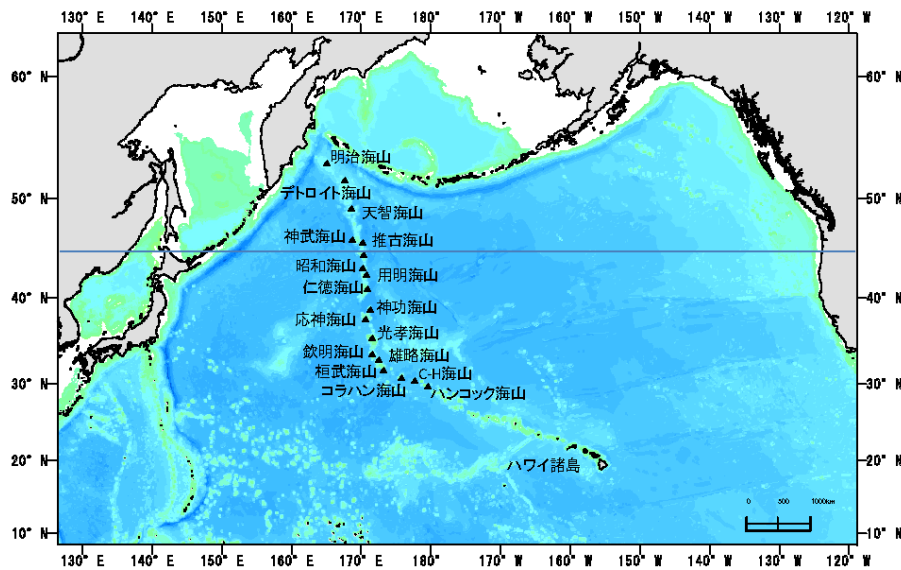 130° E 140° E 150° E 160° E 170° E 180° 170° W 160° W 150° W 140° W 130° W 120° W
60° N 60° N
明治海山
デトロイト海山
50° N 50° N
天智海山
神武海山 推古海山
昭和海山 用明海山
仁徳海山
40° N 40° N
神功海山
応神海山
光孝海山
欽明海山 雄略海山
桓武海山 C-H海山
30° N 30° N
コラハン海山 ハンコック海山
20° N 20° N
ハワイ諸島
0 500 1000km
10° N 10° N
130° E 140° E 150° E 160° E 170° E 180° 170° W 160° W 150° W 140° W 130° W 120° W